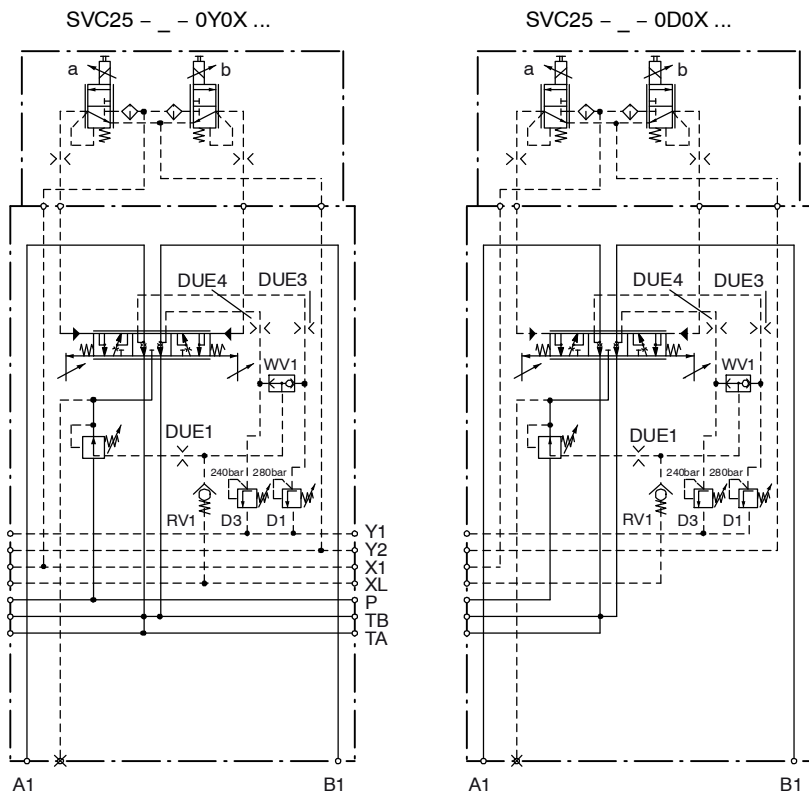 SVC25 – _ – 0Y0X ...
SVC25 – _ – 0D0X ...
a
b
a
b
DUE4
DUE3
DUE4
DUE3
WV1
WV1
DUE1
DUE1
240bar
280bar
240bar
280bar
RV1
D3
D1
RV1
D3
D1
Y1
Y2
X1
XL
P
TB
TA
A1
B1
A1
B1